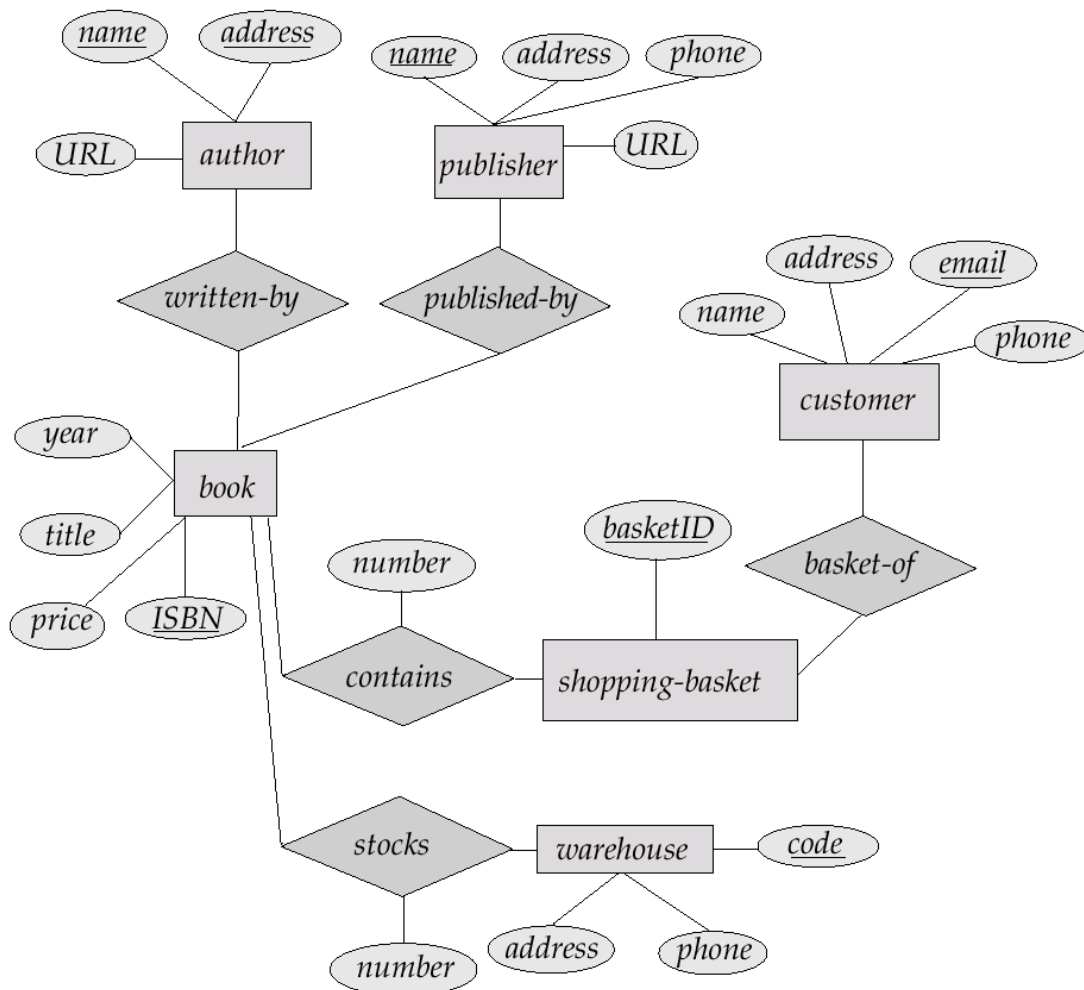 name
address
name
address
phone
URL
author
publisher
URL
written-by
published-by
address
email
name
phone
customer
year
book
title
basketID
number
basket-of
price
ISBN
contains
shopping-basket
stocks
warehouse
code
address
phone
number